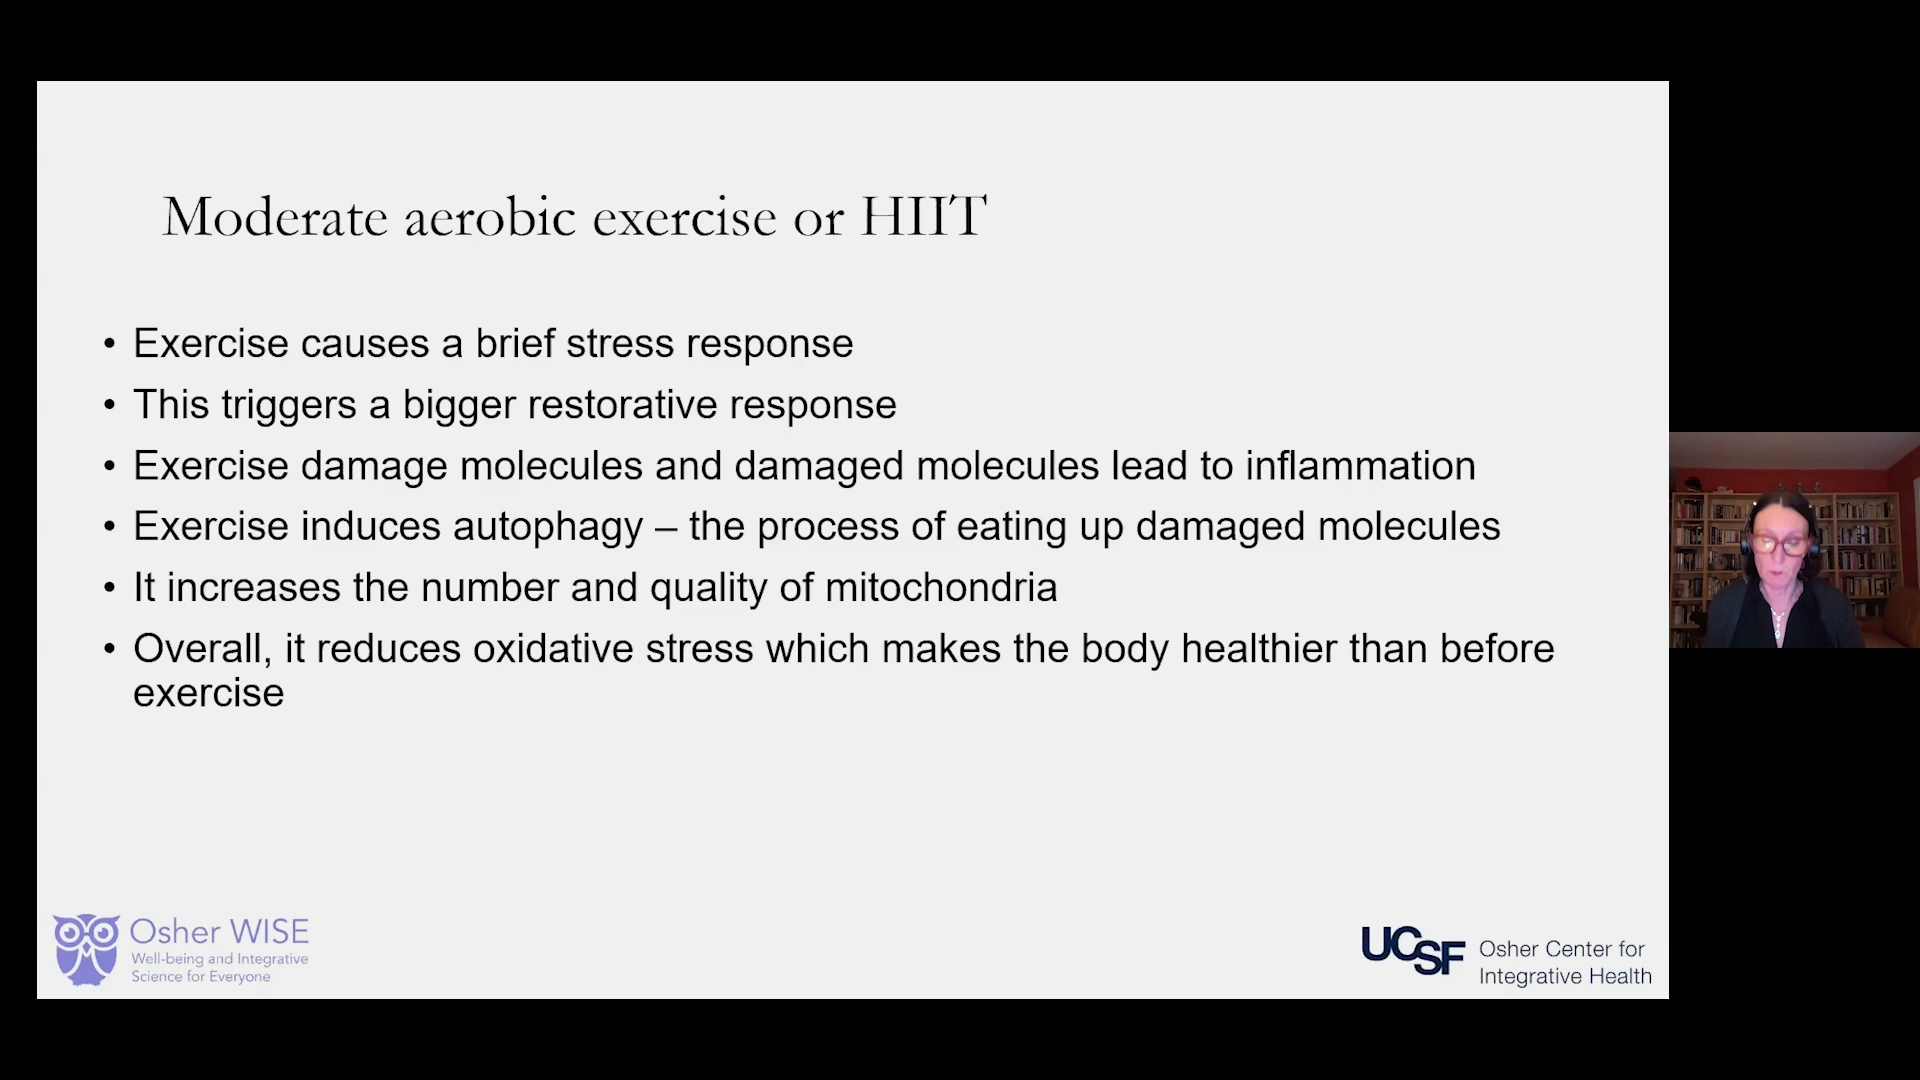 Moderate aerobic exercise or HIIT
• Exercise causes a brief stress response
• This triggers a bigger restorative response
• Exercise damage molecules and damaged molecules lead to inflammation
• Exercise induces autophagy – the process of eating up damaged molecules
• It increases the number and quality of mitochondria
• Overall, it reduces oxidative stress which makes the body healthier than before
exercise
Osher WISE
Well-being and Integrative
Science for Everyone
UCSF
Osher Center for
Integrative Health